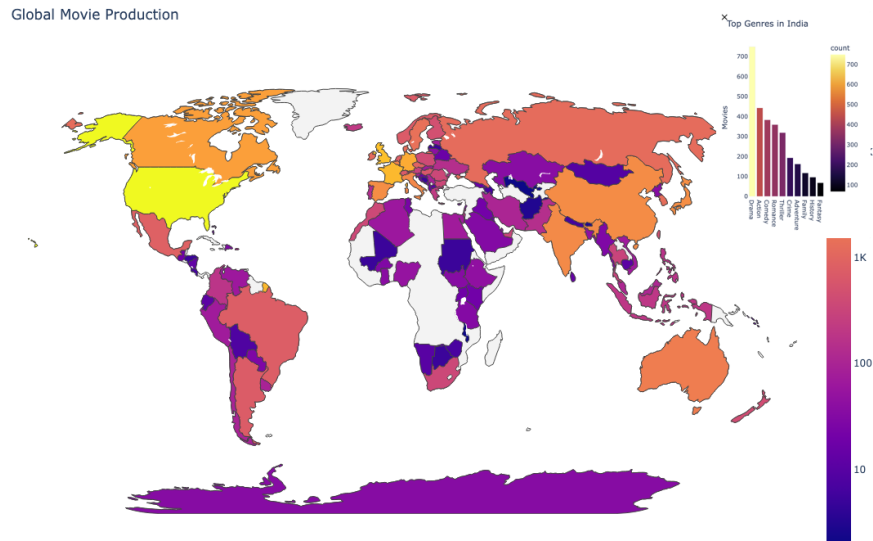 Global Movie Production
×
Top Genres in India
count
700
600
500
400
300
200
100
0
Movies
Drama
Action
Comedy
Romance
Thriller
Crime
Adventure
Family
History
Fantasy
700
600
500
400
300
200
100
1K
100
10